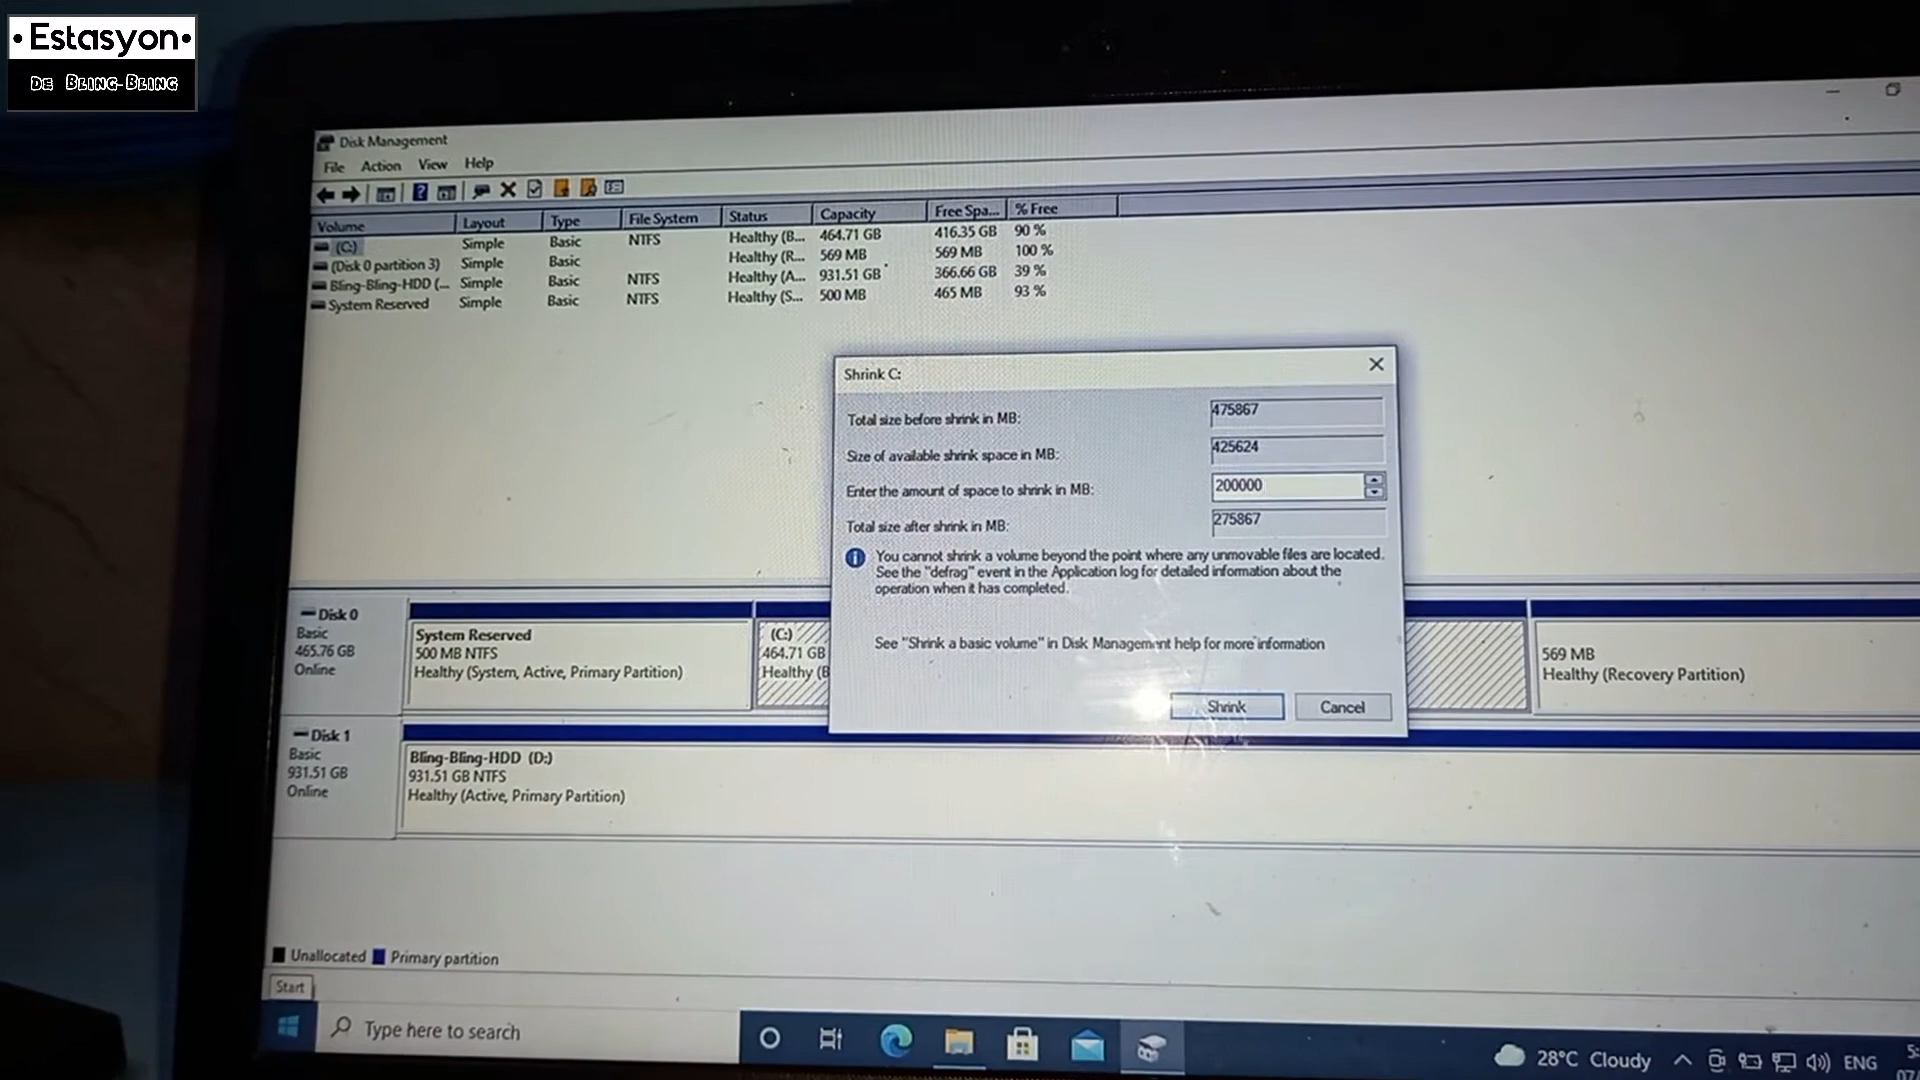 • Estasyon •
DE BLING-BLING
Disk Management
File Action View Help
Volume Layout Type File System Status Capacity Free Spa... % Free
(C:) Simple Basic NTFS Healthy (B... 464.71 GB 416.35 GB 90 %
(Disk 0 partition 3) Simple Basic Healthy (R... 569 MB 569 MB 100 %
Bling-Bling-HDD (... Simple Basic NTFS Healthy (A... 931.51 GB 366.66 GB 39 %
System Reserved Simple Basic NTFS Healthy (S... 500 MB 465 MB 93 %
Shrink C:
Total size before shrink in MB: 475867
Size of available shrink space in MB: 425624
Enter the amount of space to shrink in MB: 200000
Total size after shrink in MB: 275867
You cannot shrink a volume beyond the point where any unmovable files are located.
See the "defrag" event in the Application log for detailed information about the
operation when it has completed.
See "Shrink a basic volume" in Disk Management help for more information
Shrink Cancel
Disk 0
Basic
465.76 GB
Online
System Reserved
500 MB NTFS
Healthy (System, Active, Primary Partition)
(C:)
464.71 GB
Healthy (B
569 MB
Healthy (Recovery Partition)
Disk 1
Basic
931.51 GB
Online
Bling-Bling-HDD (D:)
931.51 GB NTFS
Healthy (Active, Primary Partition)
Unallocated Primary partition
Start
Type here to search
28°C Cloudy ENG